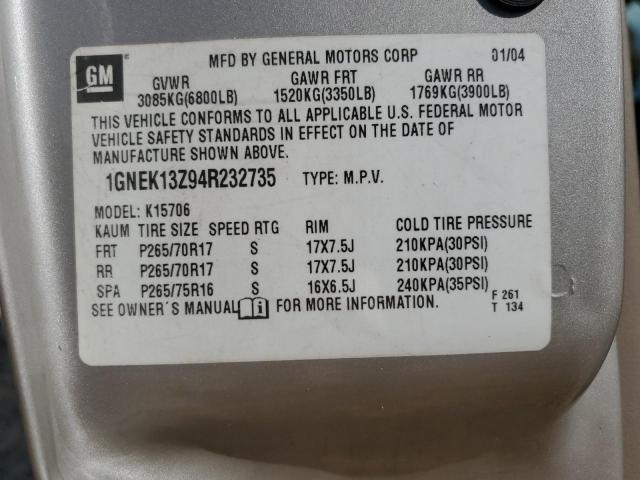 GM
MFD BY GENERAL MOTORS CORP 01/04
GVWR GAWR FRT GAWR RR
3085KG(6800LB) 1520KG(3350LB) 1769KG(3900LB)
THIS VEHICLE CONFORMS TO ALL APPLICABLE U.S. FEDERAL MOTOR
VEHICLE SAFETY STANDARDS IN EFFECT ON THE DATE OF
MANUFACTURE SHOWN ABOVE.
1GNEK13Z94R232735 TYPE: M.P.V.
MODEL: K15706
KAUM TIRE SIZE SPEED RTG RIM COLD TIRE PRESSURE
FRT P265/70R17 S 17X7.5J 210KPA(30PSI)
RR P265/70R17 S 17X7.5J 210KPA(30PSI)
SPA P265/75R16 S 16X6.5J 240KPA(35PSI)
SEE OWNER'S MANUAL i FOR MORE INFORMATION. F 261
T 134